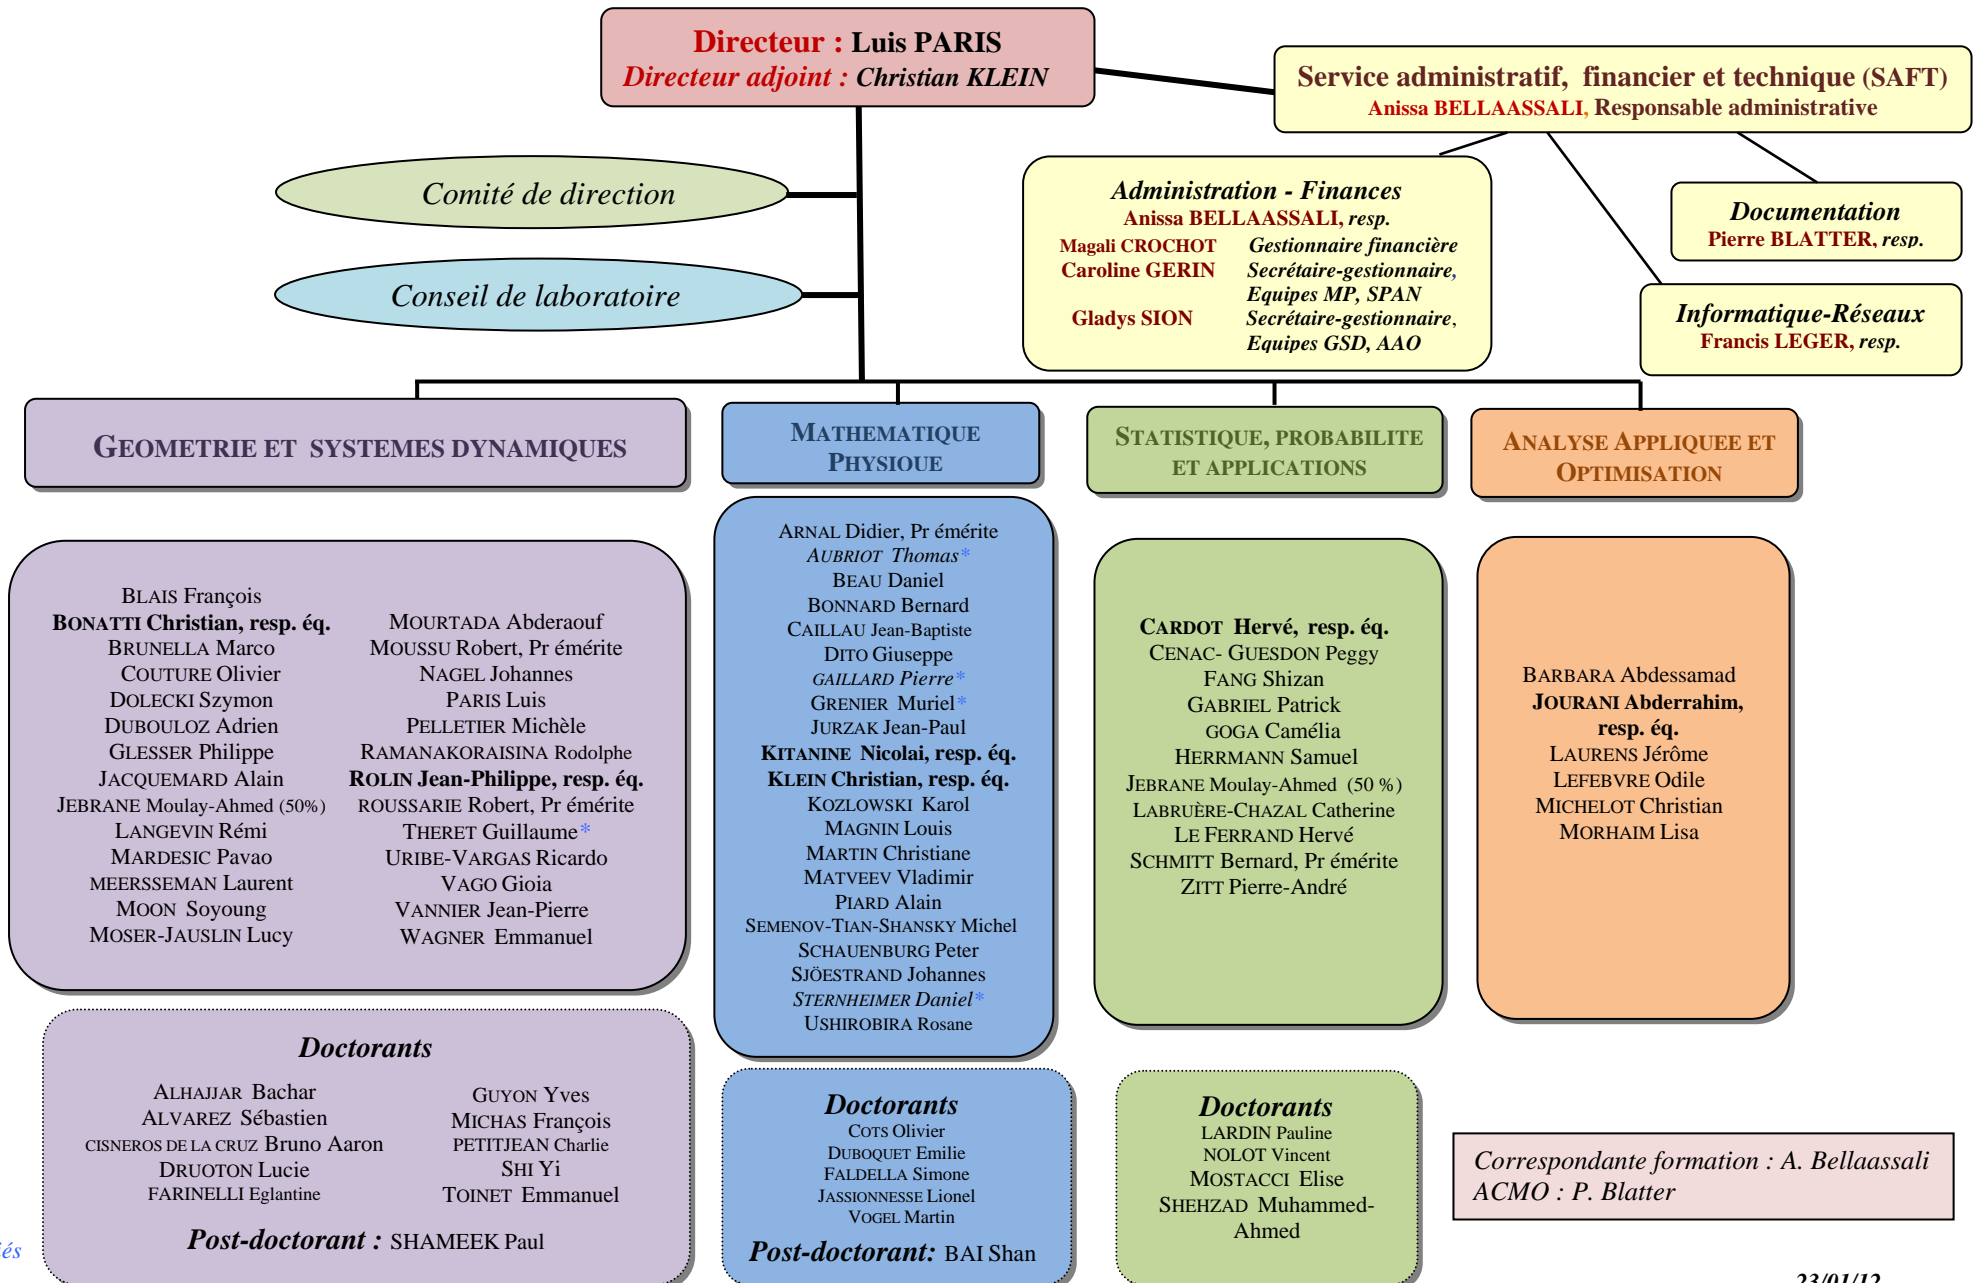 Directeur : Luis PARIS
Directeur adjoint : Christian KLEIN
Service administratif, financier et technique (SAFT)
Anissa BELLAASSALI, Responsable administrative
Comité de direction
Conseil de laboratoire
Administration - Finances
Anissa BELLAASSALI, resp.
Magali CROCHOT Gestionnaire financière
Caroline GERIN Secrétaire-gestionnaire,
Equipes MP, SPAN
Gladys SION Secrétaire-gestionnaire,
Equipes GSD, AAO
Documentation
Pierre BLATTER, resp.
Informatique-Réseaux
Francis LEGER, resp.
GEOMETRIE ET SYSTEMES DYNAMIQUES
BLAIS François
BONATTI Christian, resp. éq.
BRUNELLA Marco
COUTURE Olivier
DOLECKI Szymon
DUBOULOZ Adrien
GLESSER Philippe
JACQUEMARD Alain
JEBRANE Moulay-Ahmed (50%)
LANGEVIN Rémi
MARDESIC Pavao
MEERSSEMAN Laurent
MOON Soyoung
MOSER-JAUSLIN Lucy
MOURTADA Abderaouf
MOUSSU Robert, Pr émérite
NAGEL Johannes
PARIS Luis
PELLETIER Michèle
RAMANAKORAISINA Rodolphe
ROLIN Jean-Philippe, resp. éq.
ROUSSARIE Robert, Pr émérite
THERET Guillaume*
URIBE-VARGAS Ricardo
VAGO Gioia
VANNIER Jean-Pierre
WAGNER Emmanuel
Doctorants
ALHAJJAR Bachar
ALVAREZ Sébastien
CISNEROS DE LA CRUZ Bruno Aaron
DRUOTON Lucie
FARINELLI Eglantine
GUYON Yves
MICHAS François
PETITJEAN Charlie
SHI Yi
TOINET Emmanuel
Post-doctorant : SHAMEEK Paul
MATHEMATIQUE
PHYSIQUE
ARNAL Didier, Pr émérite
AUBRIOT Thomas*
BEAU Daniel
BONNARD Bernard
CAILLAU Jean-Baptiste
DITO Giuseppe
GAILLARD Pierre*
GRENIER Muriel*
JURZAK Jean-Paul
KITANINE Nicolai, resp. éq.
KLEIN Christian, resp. éq.
KOZLOWSKI Karol
MAGNIN Louis
MARTIN Christiane
MATVEEV Vladimir
PIARD Alain
SEMENOV-TIAN-SHANSKY Michel
SCHAUENBURG Peter
SJÖESTRAND Johannes
STERNHEIMER Daniel*
USHIROBIRA Rosane
Doctorants
COTS Olivier
DUBOQUET Emilie
FALDELLA Simone
JASSIONNESSE Lionel
VOGEL Martin
Post-doctorant: BAI Shan
STATISTIQUE, PROBABILITE
ET APPLICATIONS
CARDOT Hervé, resp. éq.
CENAC- GUESDON Peggy
FANG Shizan
GABRIEL Patrick
GOGA Camélia
HERRMANN Samuel
JEBRANE Moulay-Ahmed (50 %)
LABRUÈRE-CHAZAL Catherine
LE FERRAND Hervé
SCHMITT Bernard, Pr émérite
ZITT Pierre-André
Doctorants
LARDIN Pauline
NOLOT Vincent
MOSTACCI Elise
SHEHZAD Muhammed-
Ahmed
ANALYSE APPLIQUEE ET
OPTIMISATION
BARBARA Abdessamad
JOURANI Abderrahim,
resp. éq.
LAURENS Jérôme
LEFEBVRE Odile
MICHELOT Christian
MORHAIM Lisa
Correspondante formation : A. Bellaassali
ACMO : P. Blatter
23/01/12